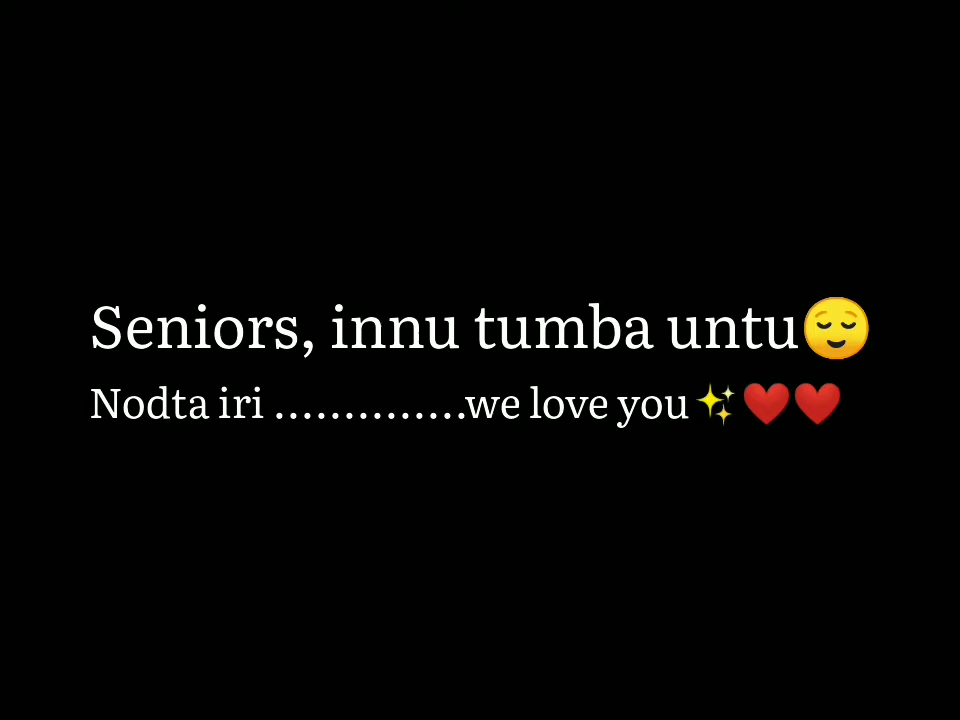 Seniors, innu tumba untu😌
Nodta iri ..............we love you✨❤️❤️